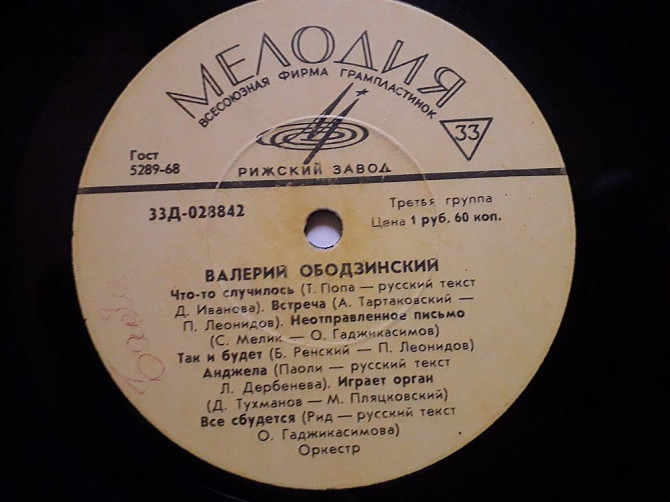 МЕЛОДИЯ
ВСЕСОЮЗНАЯ ФИРМА ГРАМПЛАСТИНОК
33
Гост
5289-68
РИЖСКИЙ ЗАВОД
33Д-028842
Третья группа
Цена 1 руб. 60 коп.
ВАЛЕРИЙ ОБОДЗИНСКИЙ
Что-то случилось (Т. Попа — русский текст
Д. Иванова). Встреча (А. Тартаковский —
П. Леонидов). Неотправленное письмо
(С. Мелик — О. Гаджикасимов)
Так и будет (Б. Ренский — П. Леонидов)
Анджела (Паоли — русский текст
Л. Дербенева). Играет орган
(Д. Тухманов — М. Пляцковский)
Все сбудется (Рид — русский текст
О. Гаджикасимова)
Оркестр